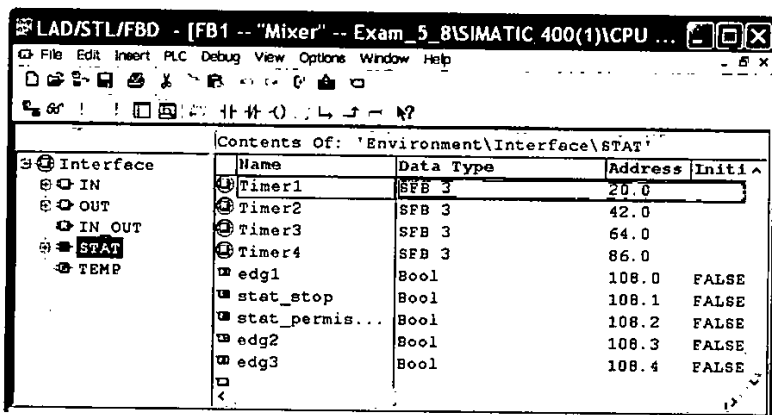 LAD/STL/FBD - [FB1 -- "Mixer" -- Exam_5_8\SIMATIC 400(1)\CPU ...
File Edit Insert PLC Debug View Options Window Help
Contents Of: 'Environment\Interface\STAT'
Interface
IN
OUT
IN_OUT
STAT
TEMP
Name Data Type Address Initi
Timer1 SFB 3 20.0
Timer2 SFB 3 42.0
Timer3 SFB 3 64.0
Timer4 SFB 3 86.0
edg1 Bool 108.0 FALSE
stat_stop Bool 108.1 FALSE
stat_permis... Bool 108.2 FALSE
edg2 Bool 108.3 FALSE
edg3 Bool 108.4 FALSE